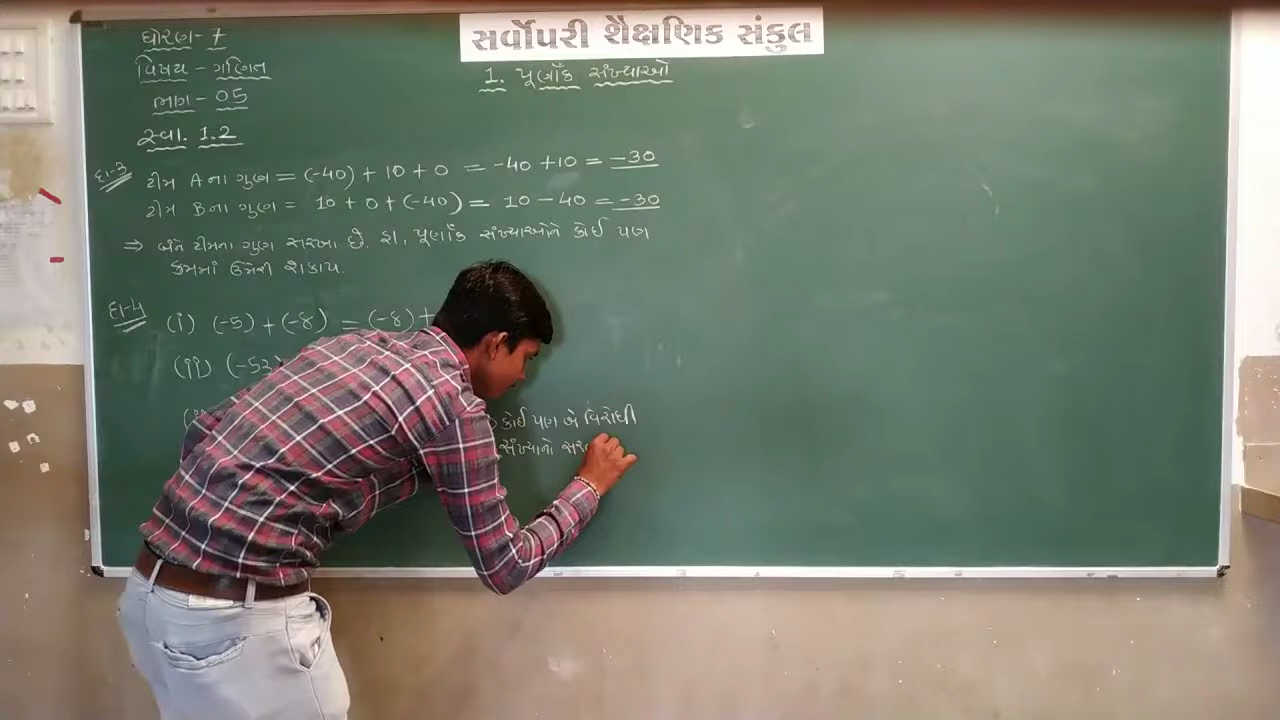 સર્વોપરી શૈક્ષણિક સંકુલ
ધોરણ - 7
વિષય - ગણિત
ભાગ - 05
સ્વા. 1.2
1. પૂર્ણાંક સંખ્યાઓ
દા-3
ટીમ A ના ગુણ = (-40) + 10 + 0 = -40 + 10 = -30
ટીમ B ના ગુણ = 10 + 0 + (-40) = 10 - 40 = -30
⇒ બંને ટીમના ગુણ સરખા છે. હા, પૂર્ણાંક સંખ્યાઓને કોઈ પણ
ક્રમમાં ઉમેરી શકાય.
દા-4
(i) (-5) + (-8) = (-8) +
(ii) (-53)
કોઈ પણ બે વિરોધી
સંખ્યાનો